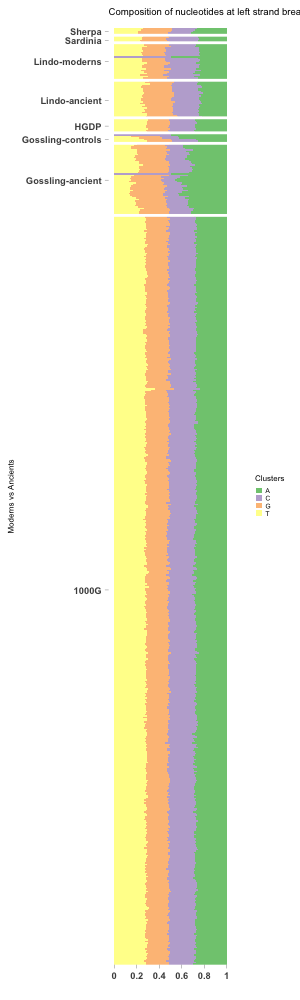 Composition of nucleotides at left strand brea
Sherpa
Sardinia
Lindo-moderns
Lindo-ancient
HGDP
Gossling-controls
Gossling-ancient
1000G
Moderns vs Ancients
Clusters
A
C
G
T
0 0.2 0.4 0.6 0.8 1